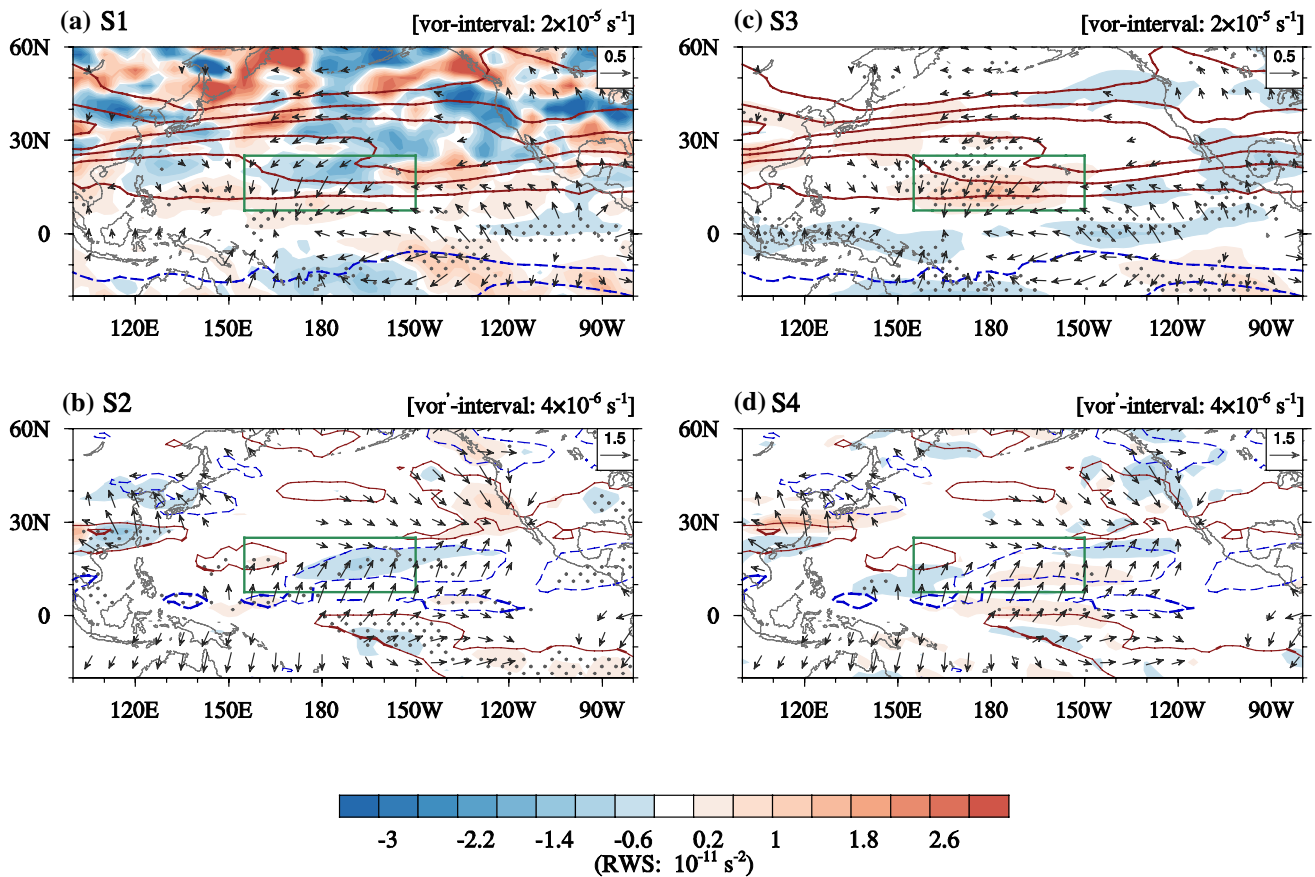 (a) S1 [vor-interval: 2×10⁻⁵ s⁻¹]
60N
30N
0
0.5
120E 150E 180 150W 120W 90W
(c) S3 [vor-interval: 2×10⁻⁵ s⁻¹]
60N
30N
0
0.5
120E 150E 180 150W 120W 90W
(b) S2 [vor'-interval: 4×10⁻⁶ s⁻¹]
60N
30N
0
1.5
120E 150E 180 150W 120W 90W
(d) S4 [vor'-interval: 4×10⁻⁶ s⁻¹]
60N
30N
0
1.5
120E 150E 180 150W 120W 90W
-3 -2.2 -1.4 -0.6 0.2 1 1.8 2.6
(RWS: 10⁻¹¹ s⁻²)